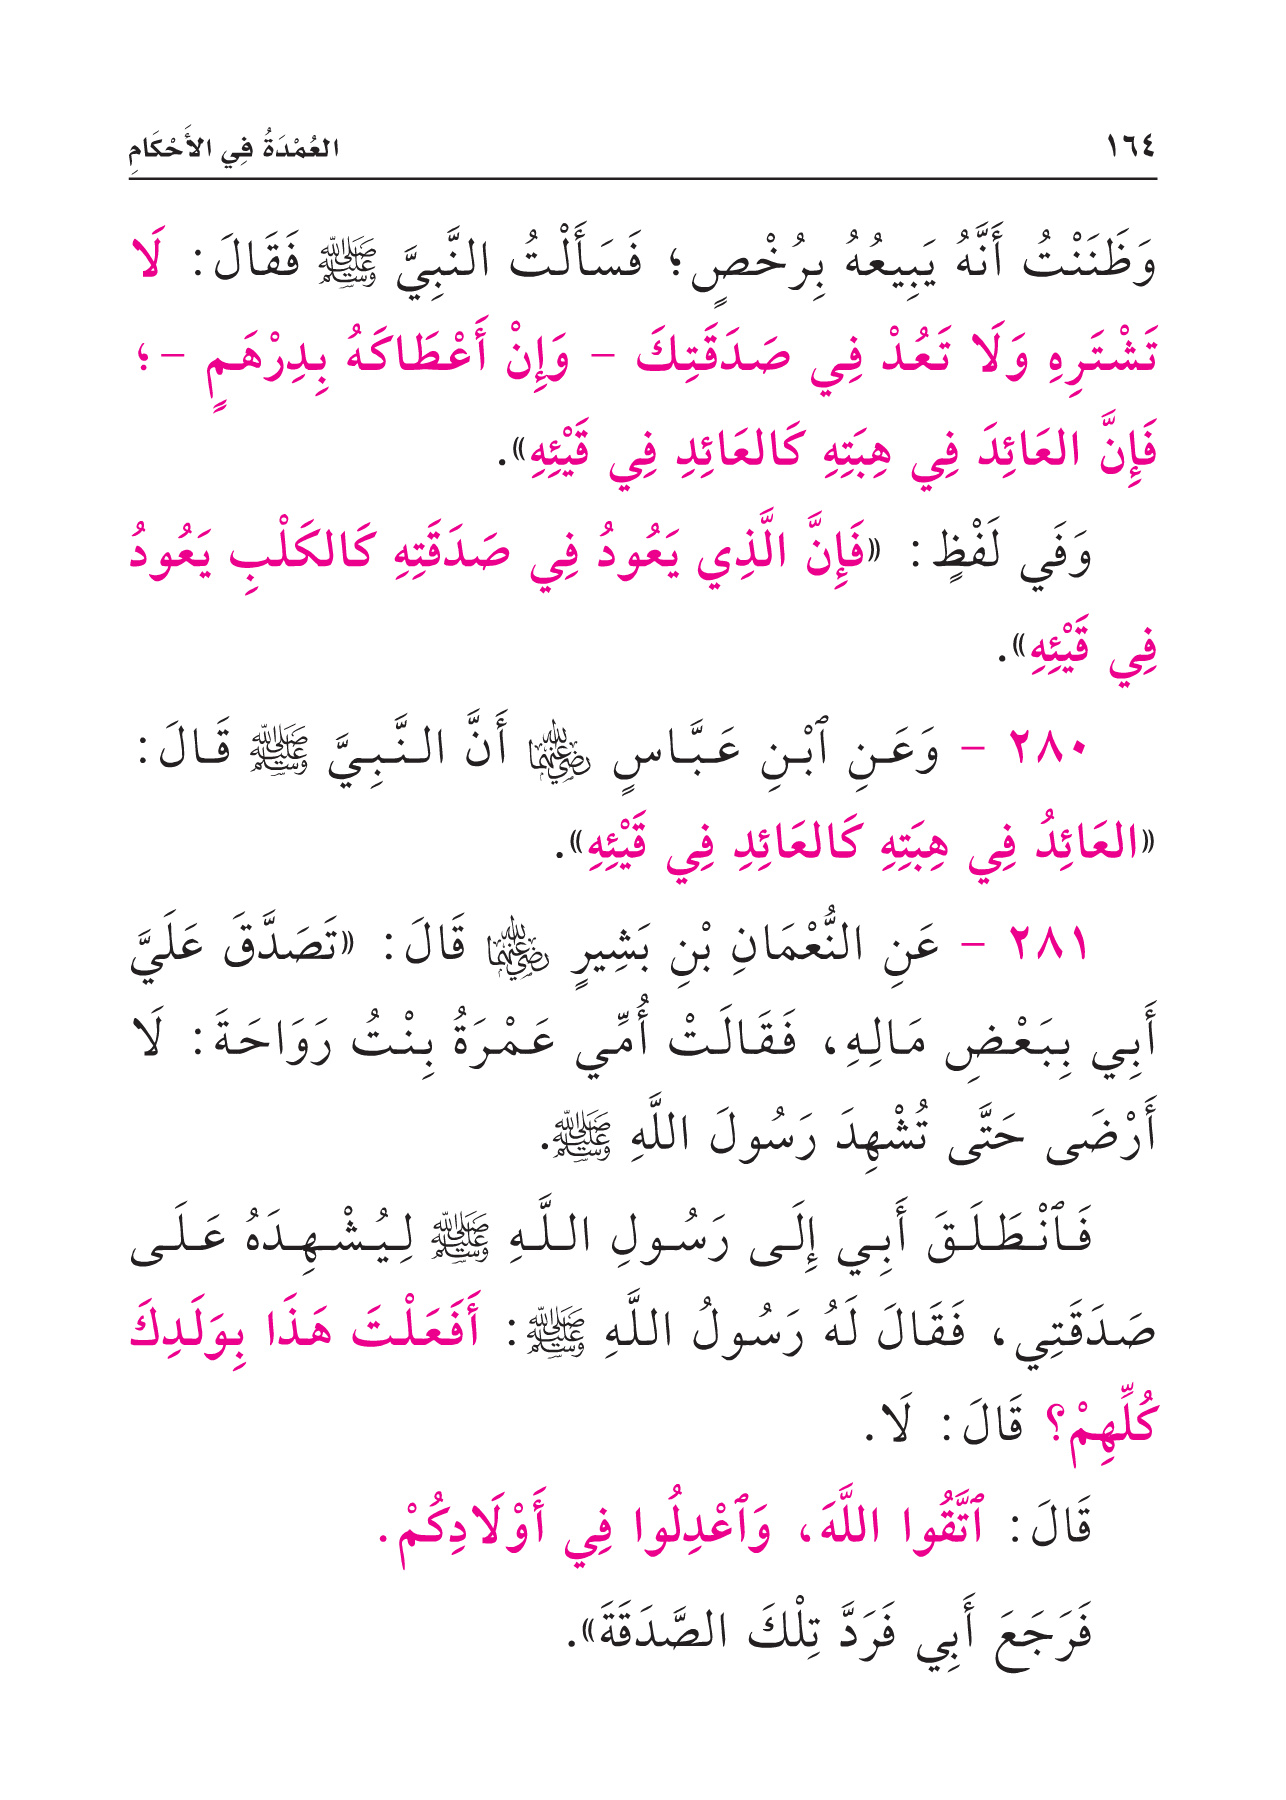 ١٦٤
العُمْدَةُ فِي الأَحْكَامِ
وَظَنَنْتُ أَنَّهُ يَبِيعُهُ بِرُخْصٍ؛ فَسَأَلْتُ النَّبِيَّ ﷺ فَقَالَ: لَا
تَشْتَرِهِ وَلَا تَعُدْ فِي صَدَقَتِكَ – وَإِنْ أَعْطَاكَهُ بِدِرْهَمٍ –؛
فَإِنَّ العَائِدَ فِي هِبَتِهِ كَالعَائِدِ فِي قَيْئِهِ».
وَفَي لَفْظٍ: «فَإِنَّ الَّذِي يَعُودُ فِي صَدَقَتِهِ كَالكَلْبِ يَعُودُ
فِي قَيْئِهِ».
٢٨٠ – وَعَنِ ٱبْنِ عَبَّاسٍ رضي الله عنهما أَنَّ النَّبِيَّ ﷺ قَالَ:
«العَائِدُ فِي هِبَتِهِ كَالعَائِدِ فِي قَيْئِهِ».
٢٨١ – عَنِ النُّعْمَانِ بْنِ بَشِيرٍ رضي الله عنهما قَالَ: «تَصَدَّقَ عَلَيَّ
أَبِي بِبَعْضِ مَالِهِ، فَقَالَتْ أُمِّي عَمْرَةُ بِنْتُ رَوَاحَةَ: لَا
أَرْضَى حَتَّى تُشْهِدَ رَسُولَ اللَّهِ ﷺ.
فَٱنْطَلَقَ أَبِي إِلَى رَسُولِ اللَّهِ ﷺ لِيُشْهِدَهُ عَلَى
صَدَقَتِي، فَقَالَ لَهُ رَسُولُ اللَّهِ ﷺ: أَفَعَلْتَ هَذَا بِوَلَدِكَ
كُلِّهِمْ؟ قَالَ: لَا.
قَالَ: ٱتَّقُوا اللَّهَ، وَٱعْدِلُوا فِي أَوْلَادِكُمْ.
فَرَجَعَ أَبِي فَرَدَّ تِلْكَ الصَّدَقَةَ».